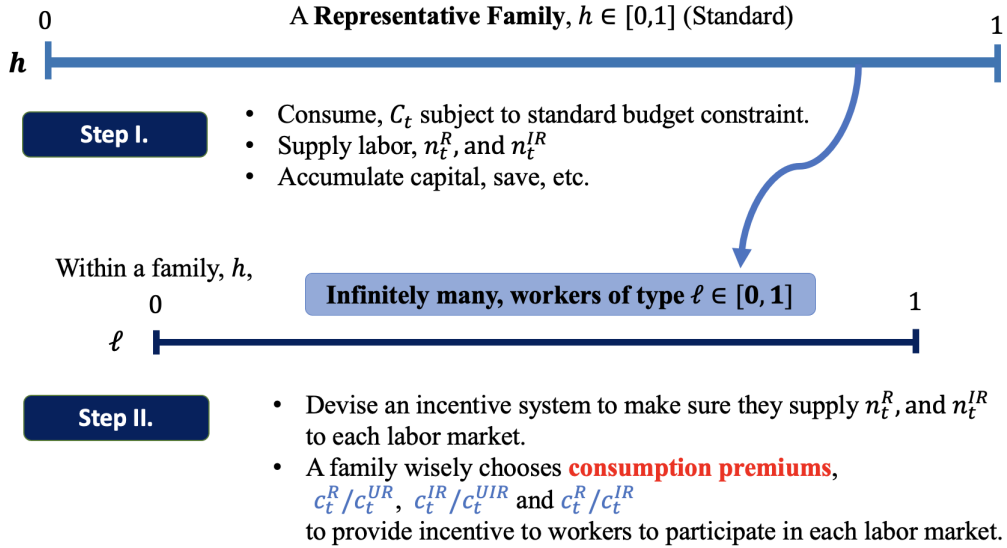 0
A Representative Family, ℎ ∈ [0,1] (Standard)
1
h
Step I.
• Consume, C_t subject to standard budget constraint.
• Supply labor, n_t^R, and n_t^{IR}
• Accumulate capital, save, etc.
Within a family, ℎ,
Infinitely many, workers of type ℓ ∈ [0, 1]
0
1
ℓ
Step II.
• Devise an incentive system to make sure they supply n_t^R, and n_t^{IR}
to each labor market.
• A family wisely chooses consumption premiums,
c_t^R/c_t^{UR}, c_t^{IR}/c_t^{UIR} and c_t^R/c_t^{IR}
to provide incentive to workers to participate in each labor market.